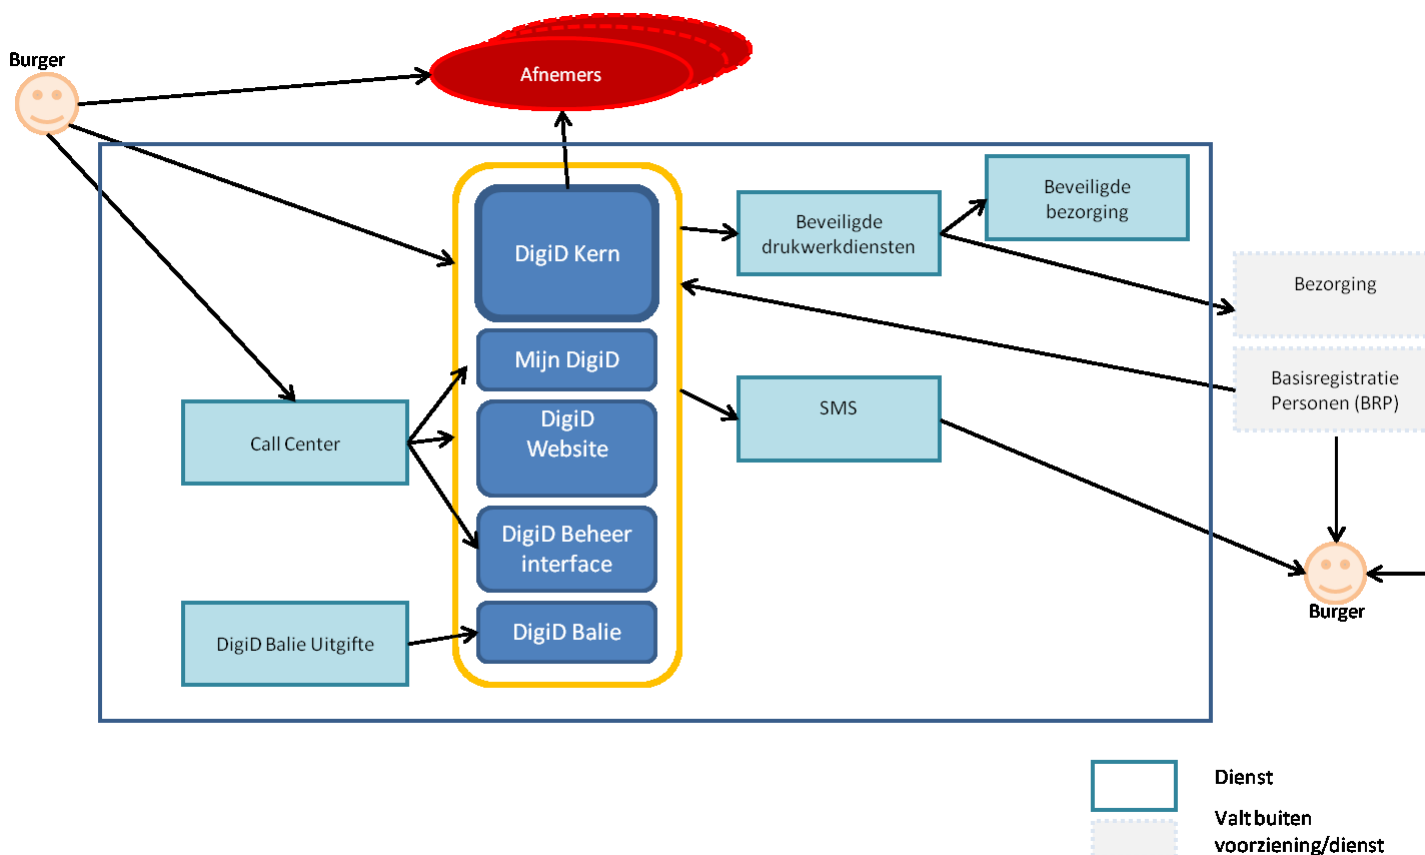 Burger
Afnemers
DigiD Kern
Mijn DigiD
DigiD
Website
DigiD Beheer
interface
DigiD Balie
Call Center
DigiD Balie Uitgifte
Beveiligde
drukwerkdiensten
Beveiligde
bezorging
SMS
Bezorging
Basisregistratie
Personen (BRP)
Burger
Dienst
Valt buiten
voorziening/dienst